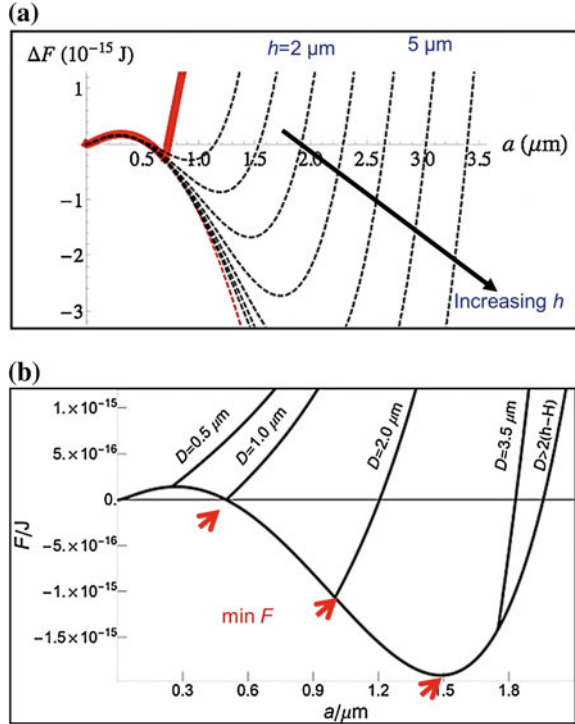 (a)
ΔF (10⁻¹⁵ J)
h=2 μm
5 μm
1
0
0.5
1.0
1.5
2.0
2.5
3.0
3.5
a (μm)
-1
-2
-3
Increasing h
(b)
1.×10⁻¹⁵
5.×10⁻¹⁶
0.
-5.×10⁻¹⁶
-1.×10⁻¹⁵
-1.5×10⁻¹⁵
F/J
D=0.5 μm
D=1.0 μm
D=2.0 μm
D=3.5 μm
D>2(h-H)
min F
0.3
0.6
0.9
1.2
1.5
1.8
a/μm